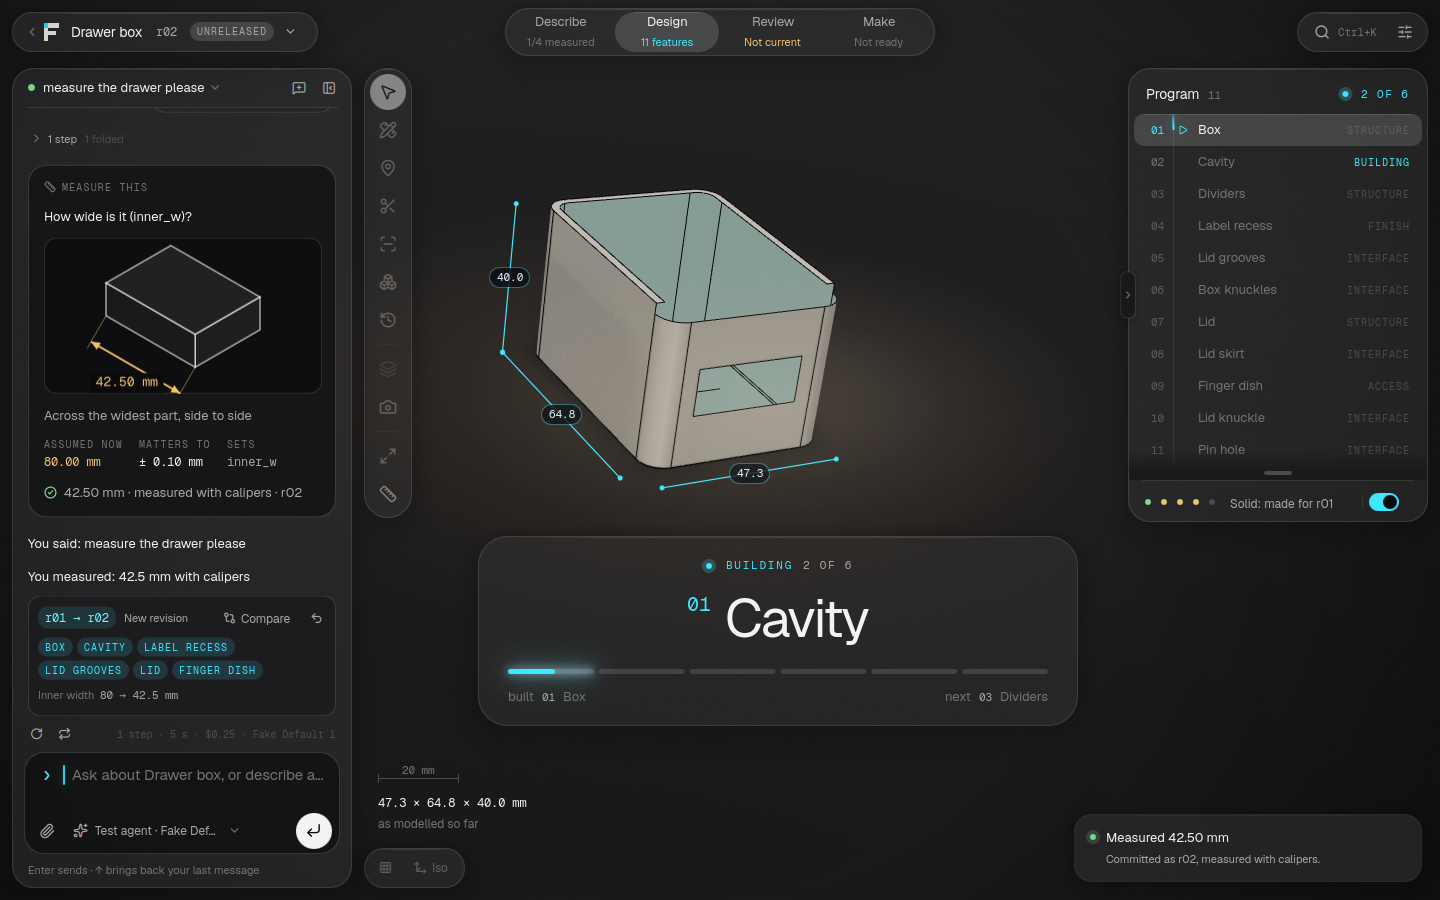 Drawer box r02 UNRELEASED
Describe
1/4 measured
Design
11 features
Review
Not current
Make
Not ready
Ctrl+K
measure the drawer please
1 step 1 folded
MEASURE THIS
How wide is it (inner_w)?
42.50 mm
Across the widest part, side to side
ASSUMED NOW MATTERS TO SETS
80.00 mm ± 0.10 mm inner_w
42.50 mm · measured with calipers · r02
You said: measure the drawer please
You measured: 42.5 mm with calipers
r01 → r02 New revision Compare
BOX CAVITY LABEL RECESS
LID GROOVES LID FINGER DISH
Inner width 80 → 42.5 mm
1 step · 5 s · $0.25 · Fake Default 1
Ask about Drawer box, or describe a…
Test agent · Fake Def…
Enter sends · ↑ brings back your last message
40.0
64.8
47.3
BUILDING 2 OF 6
01 Cavity
built 01 Box
next 03 Dividers
20 mm
47.3 × 64.8 × 40.0 mm
as modelled so far
Iso
Program 11 2 OF 6
01 Box STRUCTURE
02 Cavity BUILDING
03 Dividers STRUCTURE
04 Label recess FINISH
05 Lid grooves INTERFACE
06 Box knuckles INTERFACE
07 Lid STRUCTURE
08 Lid skirt INTERFACE
09 Finger dish ACCESS
10 Lid knuckle INTERFACE
11 Pin hole INTERFACE
Solid: made for r01
Measured 42.50 mm
Committed as r02, measured with calipers.